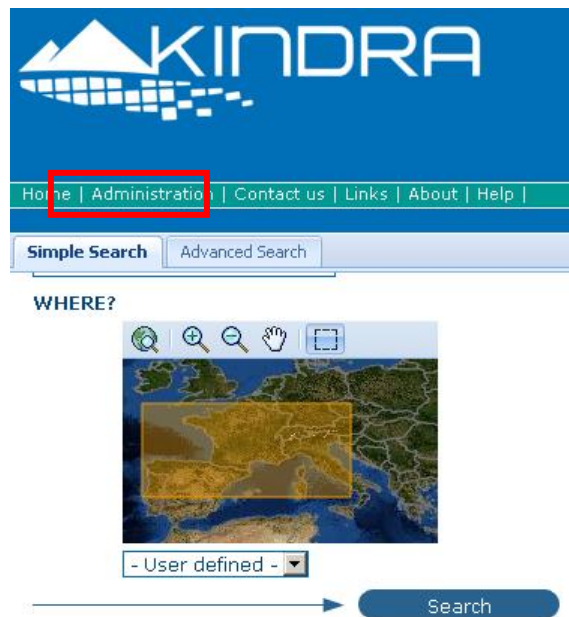 KINDRA
Home | Administration | Contact us | Links | About | Help |
Simple Search
Advanced Search
WHERE?
- User defined -
Search